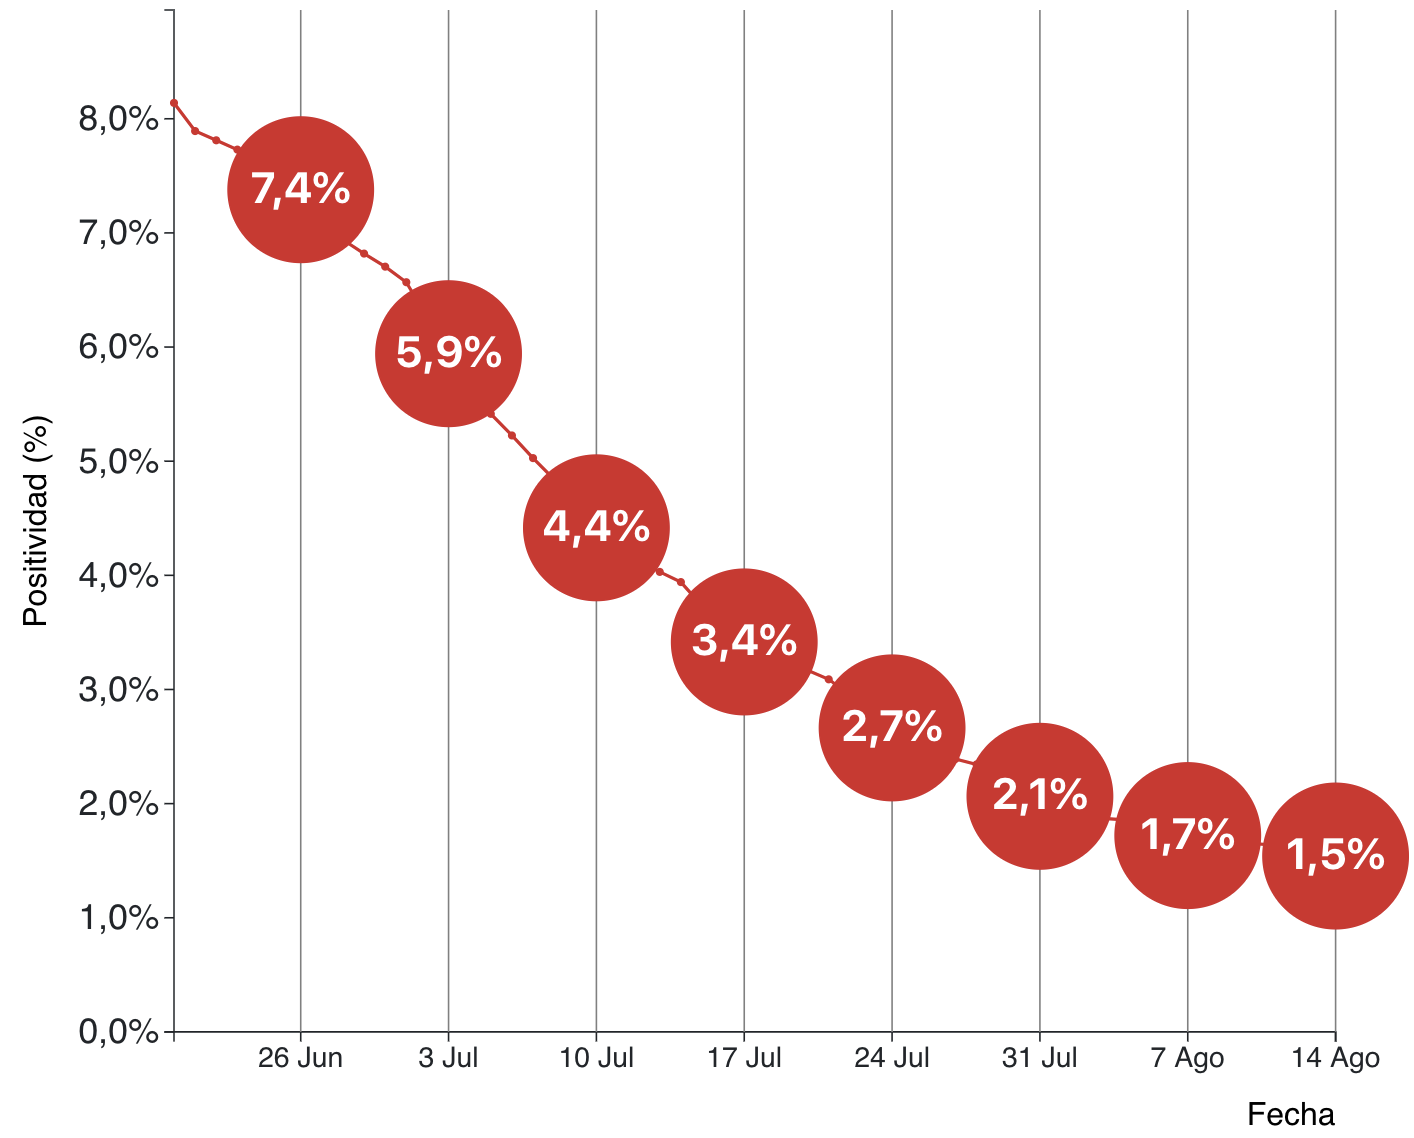 8,0%
7,0%
6,0%
5,0%
4,0%
3,0%
2,0%
1,0%
0,0%
Positividad (%)
7,4%
5,9%
4,4%
3,4%
2,7%
2,1%
1,7%
1,5%
26 Jun
3 Jul
10 Jul
17 Jul
24 Jul
31 Jul
7 Ago
14 Ago
Fecha